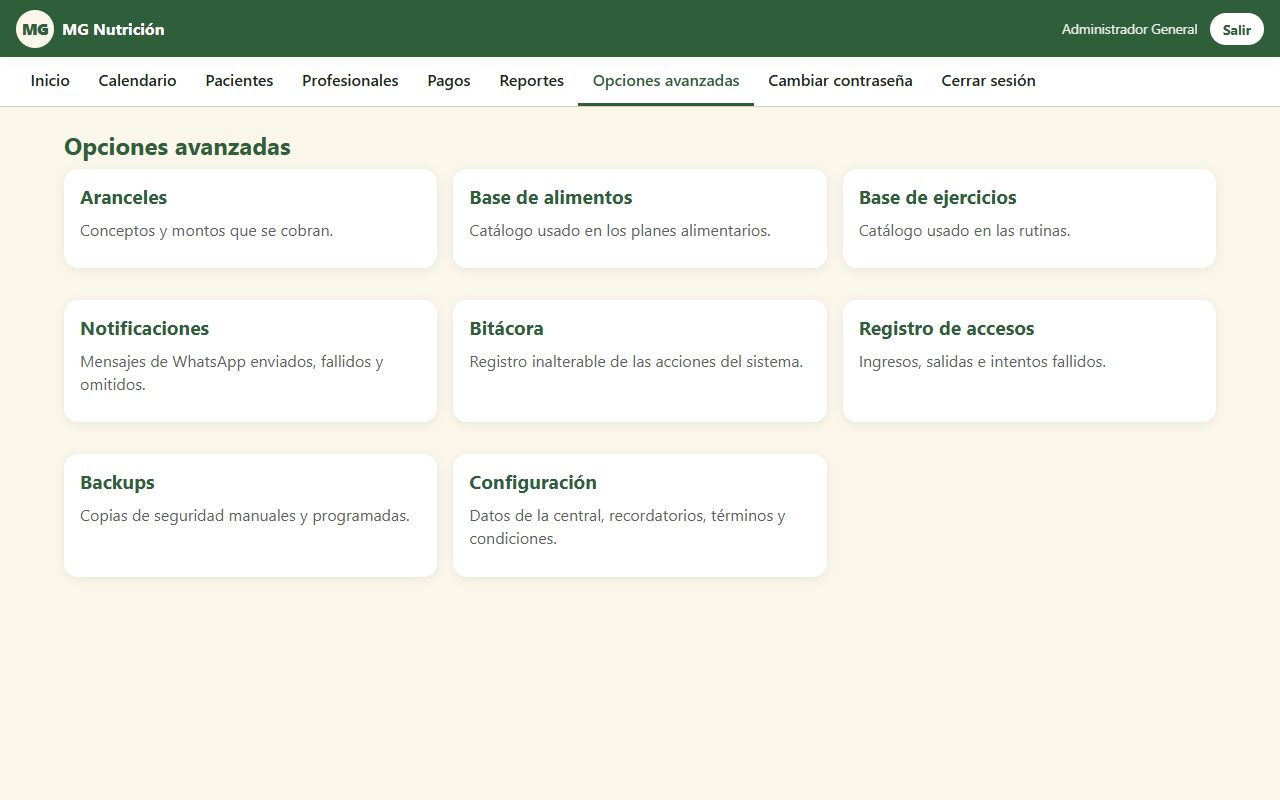 MG MG Nutrición
Administrador General Salir
Inicio Calendario Pacientes Profesionales Pagos Reportes Opciones avanzadas Cambiar contraseña Cerrar sesión
Opciones avanzadas
Aranceles
Conceptos y montos que se cobran.
Base de alimentos
Catálogo usado en los planes alimentarios.
Base de ejercicios
Catálogo usado en las rutinas.
Notificaciones
Mensajes de WhatsApp enviados, fallidos y
omitidos.
Bitácora
Registro inalterable de las acciones del sistema.
Registro de accesos
Ingresos, salidas e intentos fallidos.
Backups
Copias de seguridad manuales y programadas.
Configuración
Datos de la central, recordatorios, términos y
condiciones.